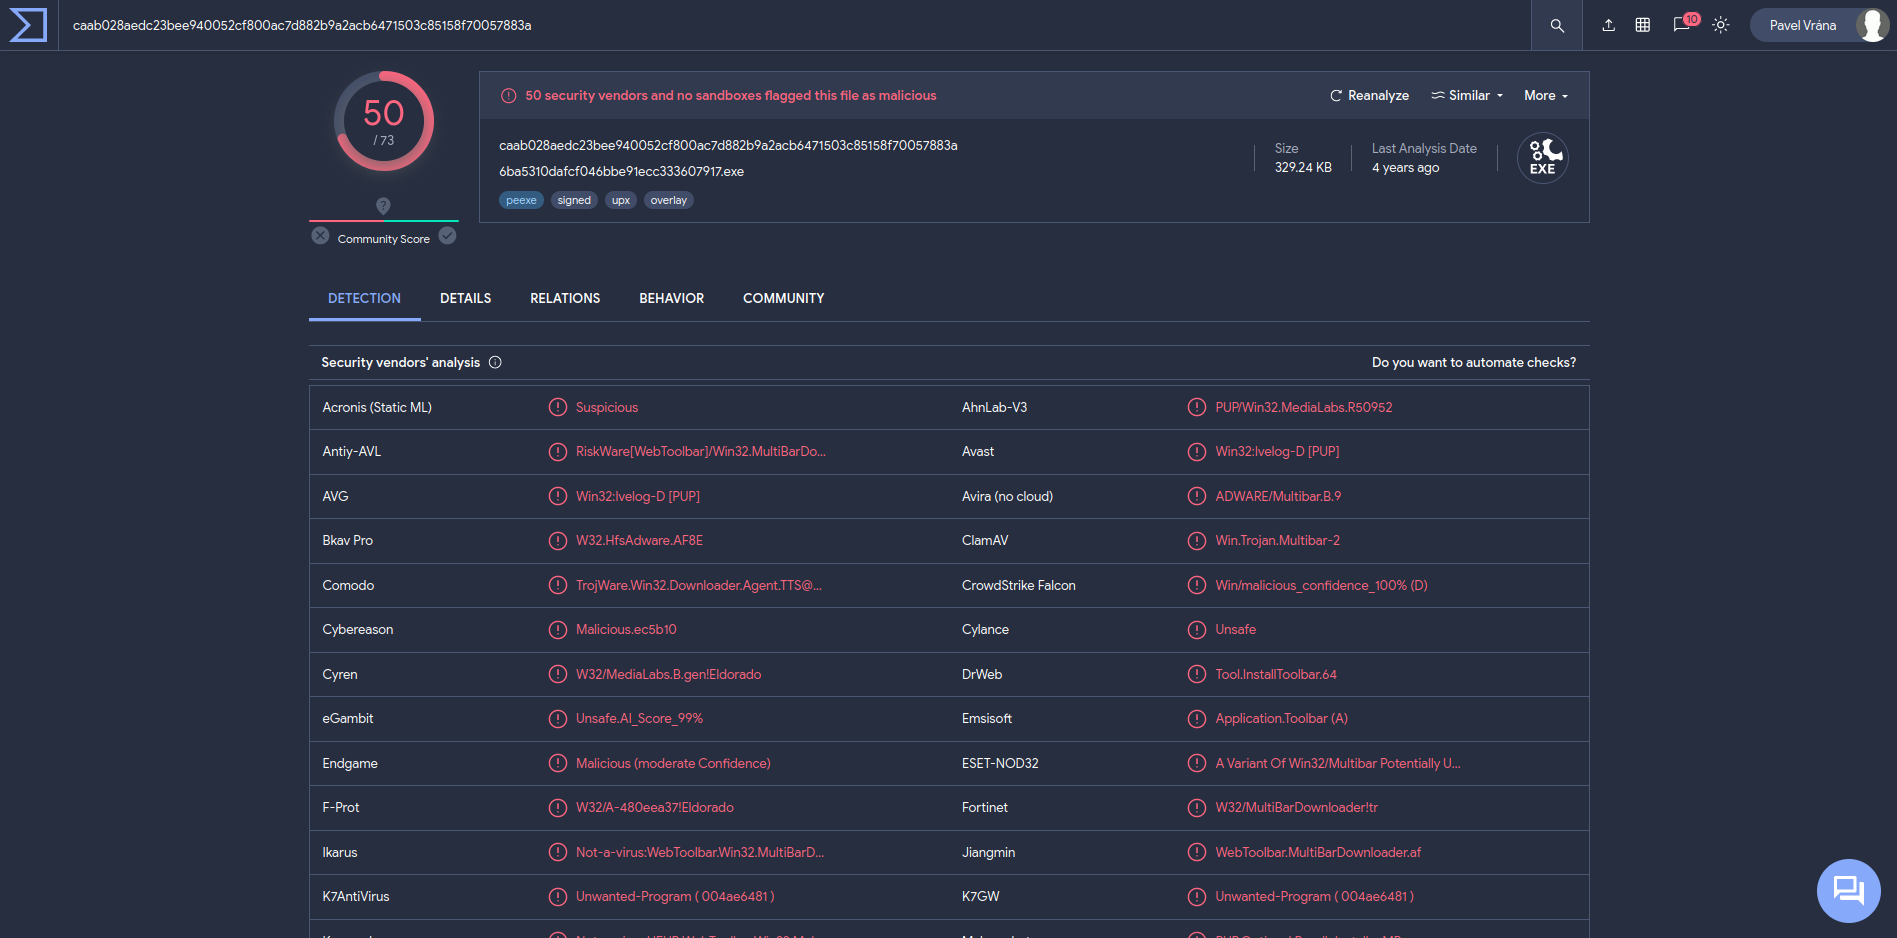 caab028aedc23bee940052cf800ac7d882b9a2acb6471503c85158f70057883a
10
Pavel Vrána
50
/ 73
Community Score
50 security vendors and no sandboxes flagged this file as malicious
Reanalyze
Similar
More
caab028aedc23bee940052cf800ac7d882b9a2acb6471503c85158f70057883a
6ba5310dafcf046bbe91ecc333607917.exe
peexe
signed
upx
overlay
Size
329.24 KB
Last Analysis Date
4 years ago
EXE
DETECTION DETAILS RELATIONS BEHAVIOR COMMUNITY
Security vendors' analysis
Do you want to automate checks?
Acronis (Static ML) Suspicious AhnLab-V3 PUP/Win32.MediaLabs.R50952
Antiy-AVL RiskWare[WebToolbar]/Win32.MultiBarDo... Avast Win32:Ivelog-D [PUP]
AVG Win32:Ivelog-D [PUP] Avira (no cloud) ADWARE/Multibar.B.9
Bkav Pro W32.HfsAdware.AF8E ClamAV Win.Trojan.Multibar-2
Comodo TrojWare.Win32.Downloader.Agent.TTS@... CrowdStrike Falcon Win/malicious_confidence_100% (D)
Cybereason Malicious.ec5b10 Cylance Unsafe
Cyren W32/MediaLabs.B.gen!Eldorado DrWeb Tool.InstallToolbar.64
eGambit Unsafe.AI_Score_99% Emsisoft Application.Toolbar (A)
Endgame Malicious (moderate Confidence) ESET-NOD32 A Variant Of Win32/Multibar Potentially U...
F-Prot W32/A-480eea37!Eldorado Fortinet W32/MultiBarDownloader!tr
Ikarus Not-a-virus:WebToolbar.Win32.MultiBarD... Jiangmin WebToolbar.MultiBarDownloader.af
K7AntiVirus Unwanted-Program ( 004ae6481 ) K7GW Unwanted-Program ( 004ae6481 )